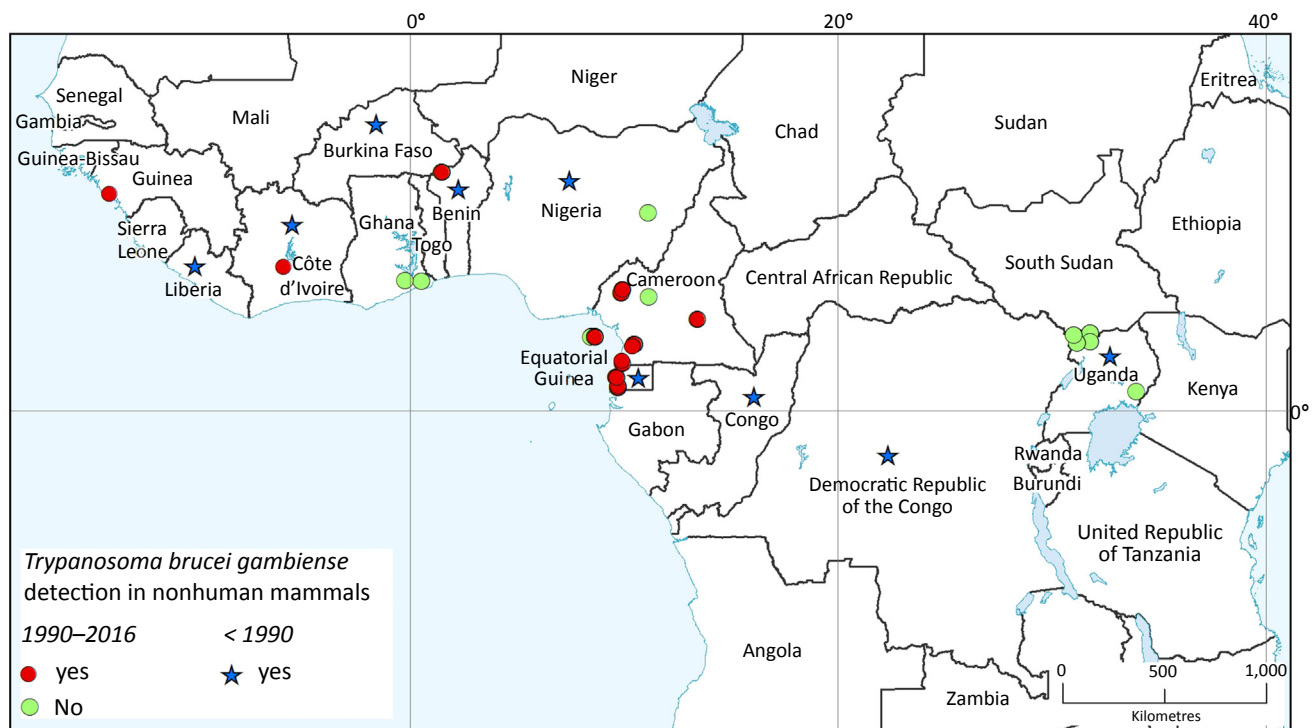 0° 20° 40°
Niger
Eritrea
Senegal
Mali
Chad
Sudan
Gambia
Burkina Faso
Guinea-Bissau
Guinea
Nigeria
Benin
Ghana
Ethiopia
Sierra
Leone
Togo
Côte
d’Ivoire
Liberia
Cameroon
Central African Republic
South Sudan
Equatorial
Guinea
Uganda
Kenya
0°
Gabon
Congo
Rwanda
Burundi
Democratic Republic
of the Congo
United Republic
of Tanzania
Angola
Zambia
Trypanosoma brucei gambiense
detection in nonhuman mammals
1990–2016 < 1990
yes yes
No
0 500 1,000
Kilometres